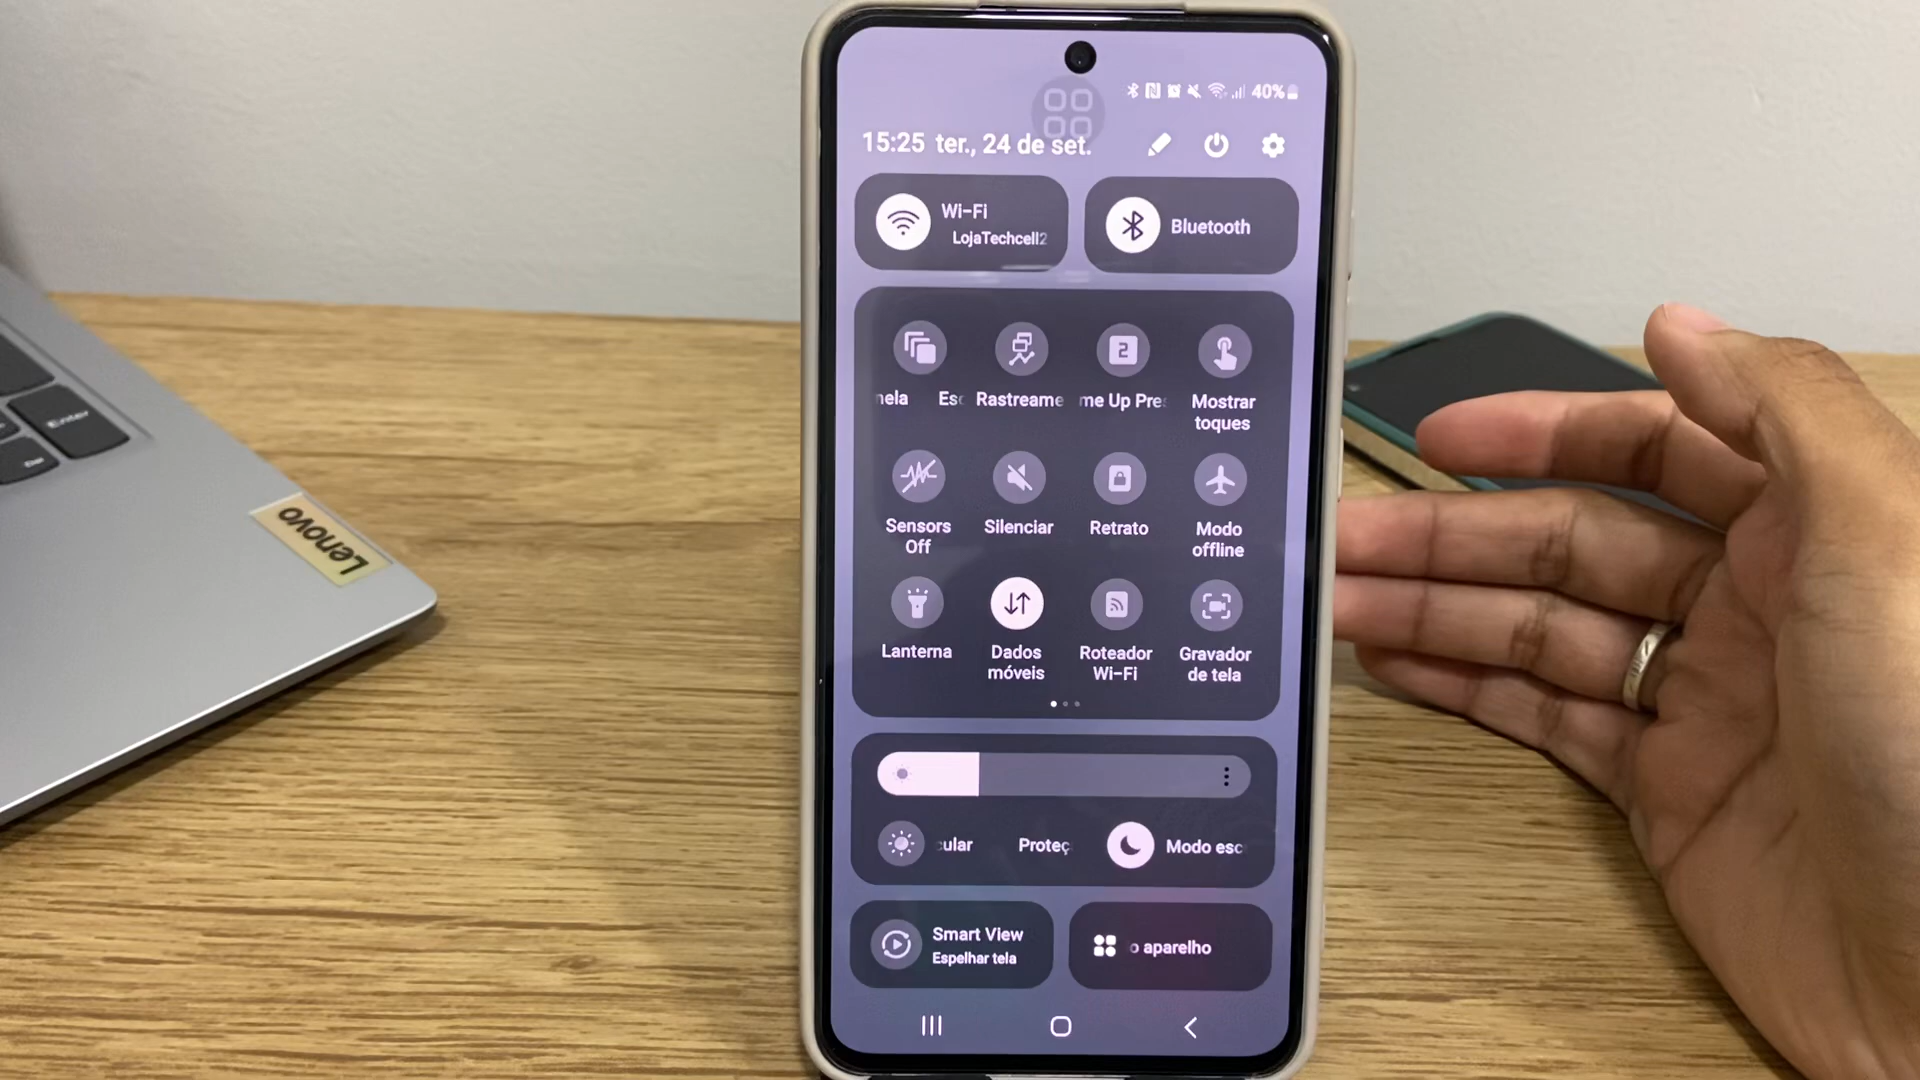 40%
15:25 ter., 24 de set.
Wi-Fi
LojaTechcell2
Bluetooth
nela Esc
Rastreame
me Up Pres
2
Mostrar
toques
Sensors
Off
Silenciar
Retrato
Modo
offline
Lanterna
Dados
móveis
Roteador
Wi-Fi
Gravador
de tela
cular Proteç
Modo esc
Smart View
Espelhar tela
o aparelho
Enter
Lenovo